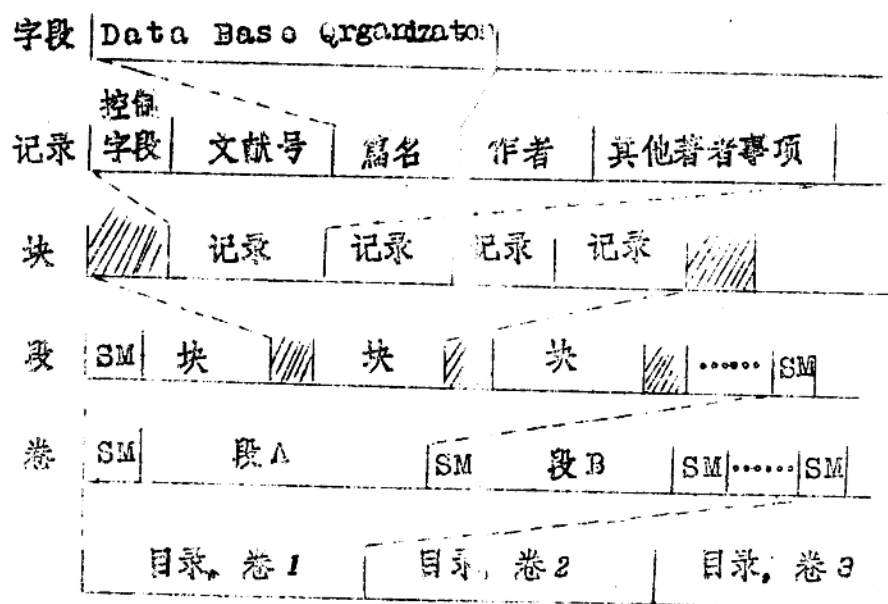 字段 Data Base Qrganizaton
控制
记录 字段 文献号 篇名 作者 其他著者事项
块 记录 记录 记录 记录
段 SM 块 块 块 ...... SM
卷 SM 段A SM 段B SM ...... SM
目录, 卷1 目录, 卷2 目录, 卷3